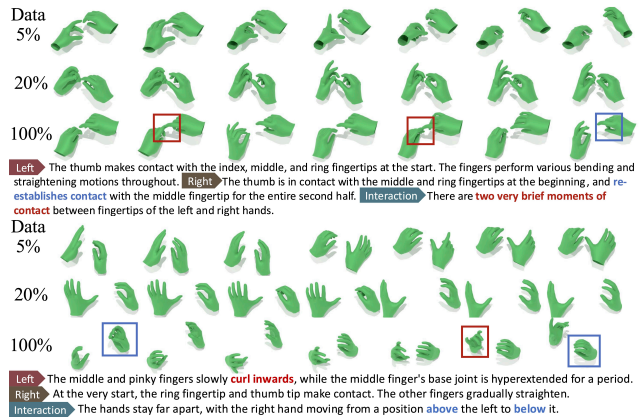 Data
5%
20%
100%
Left The thumb makes contact with the index, middle, and ring fingertips at the start. The fingers perform various bending and
straightening motions throughout. Right The thumb is in contact with the middle and ring fingertips at the beginning, and re-
establishes contact with the middle fingertip for the entire second half. Interaction There are two very brief moments of
contact between fingertips of the left and right hands.
Data
5%
20%
100%
Left The middle and pinky fingers slowly curl inwards, while the middle finger's base joint is hyperextended for a period.
Right At the very start, the ring fingertip and thumb tip make contact. The other fingers gradually straighten.
Interaction The hands stay far apart, with the right hand moving from a position above the left to below it.